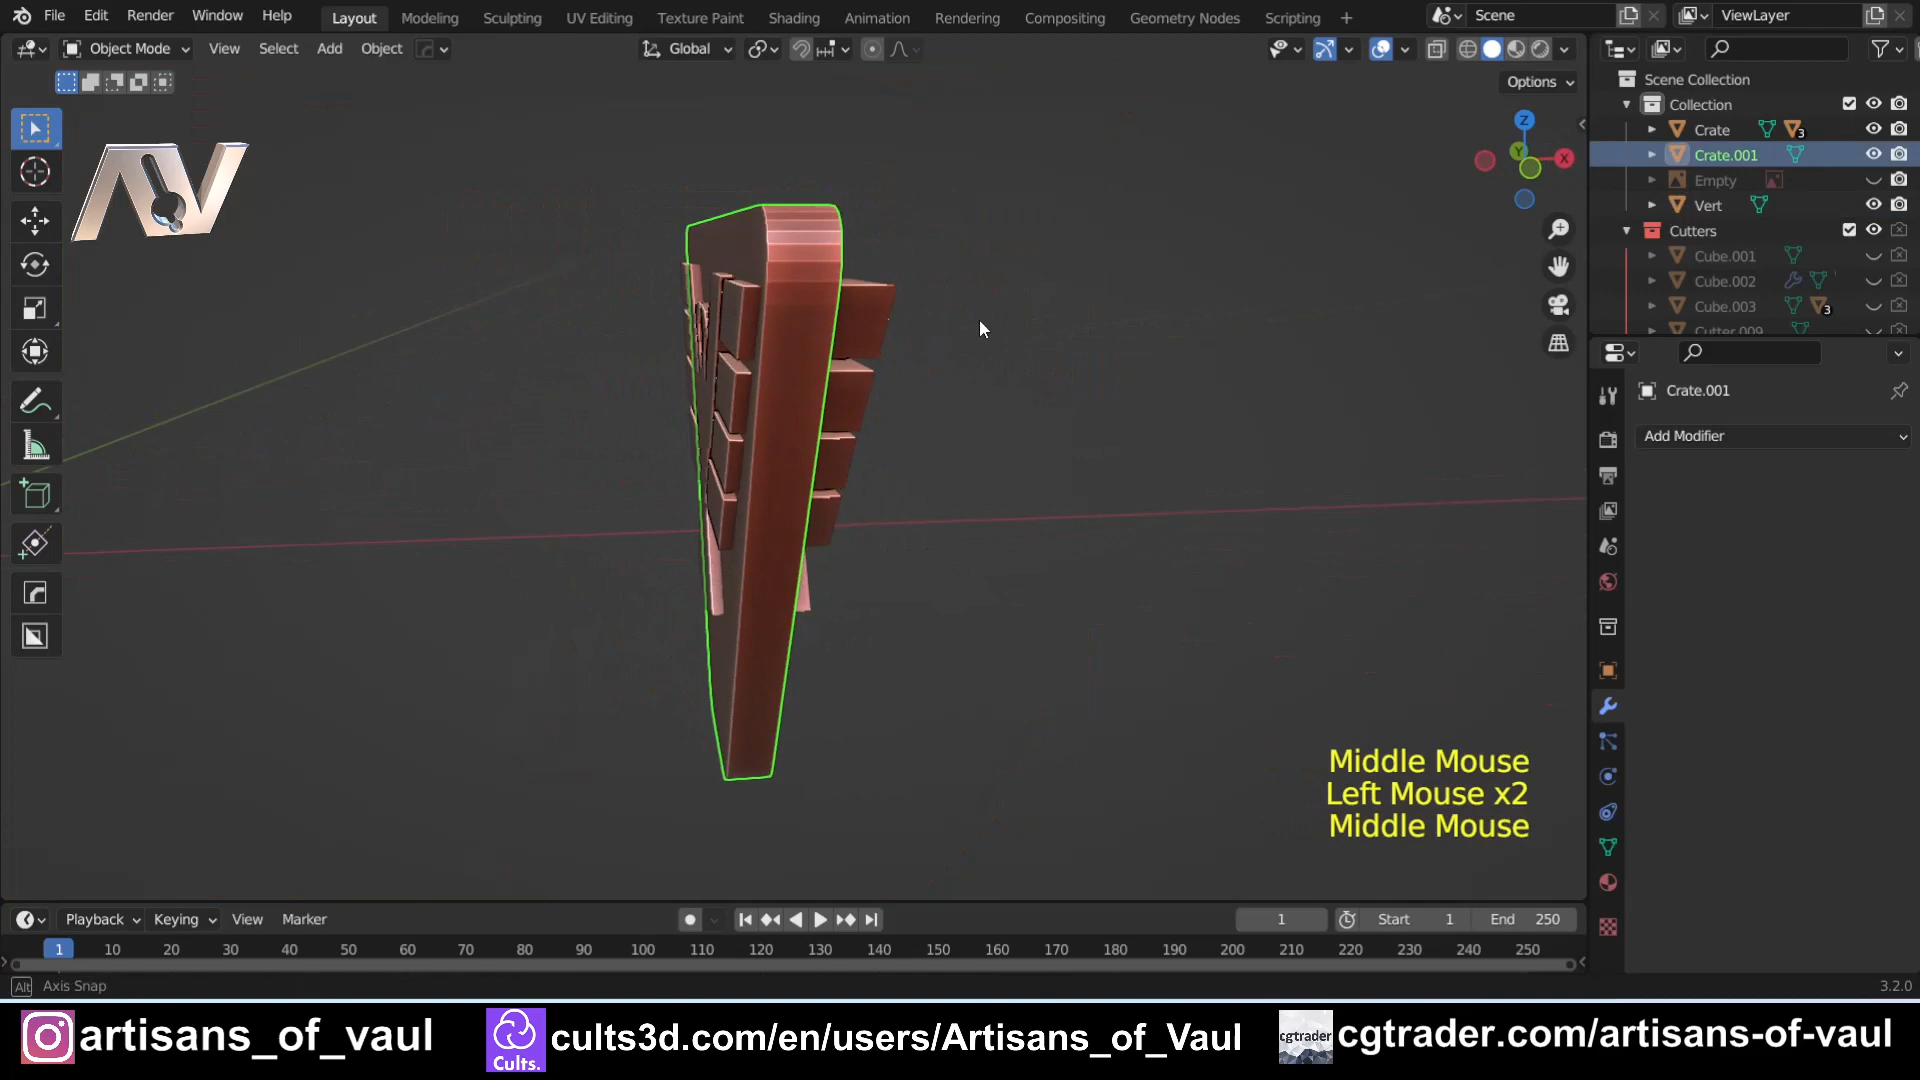 File Edit Render Window Help Layout Modeling Sculpting UV Editing Texture Paint Shading Animation Rendering Compositing Geometry Nodes Scripting + Scene ViewLayer
Object Mode View Select Add Object Global
Options
Scene Collection
Collection
Crate 3
Crate.001
Empty
Vert
Cutters
Cube.001
Cube.002
Cube.003 3
Cutter.009
Z
Y
X
AV
Crate.001
Add Modifier
Middle Mouse
Left Mouse x2
Middle Mouse
Playback Keying View Marker 1 Start 1 End 250
1 10 20 30 40 50 60 70 80 90 100 110 120 130 140 150 160 170 180 190 200 210 220 230 240 250
Alt Axis Snap 3.2.0
artisans_of_vaul Cults. cults3d.com/en/users/Artisans_of_Vaul cgtrader cgtrader.com/artisans-of-vaul